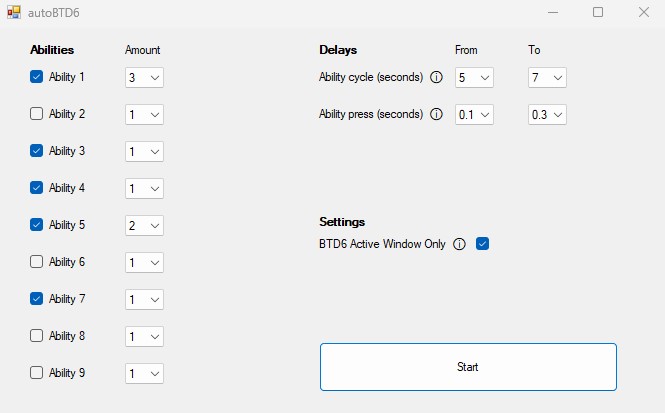 autoBTD6
Abilities Amount
Ability 1 3
Ability 2 1
Ability 3 1
Ability 4 1
Ability 5 2
Ability 6 1
Ability 7 1
Ability 8 1
Ability 9 1
Delays From To
Ability cycle (seconds) 5 7
Ability press (seconds) 0.1 0.3
Settings
BTD6 Active Window Only
Start